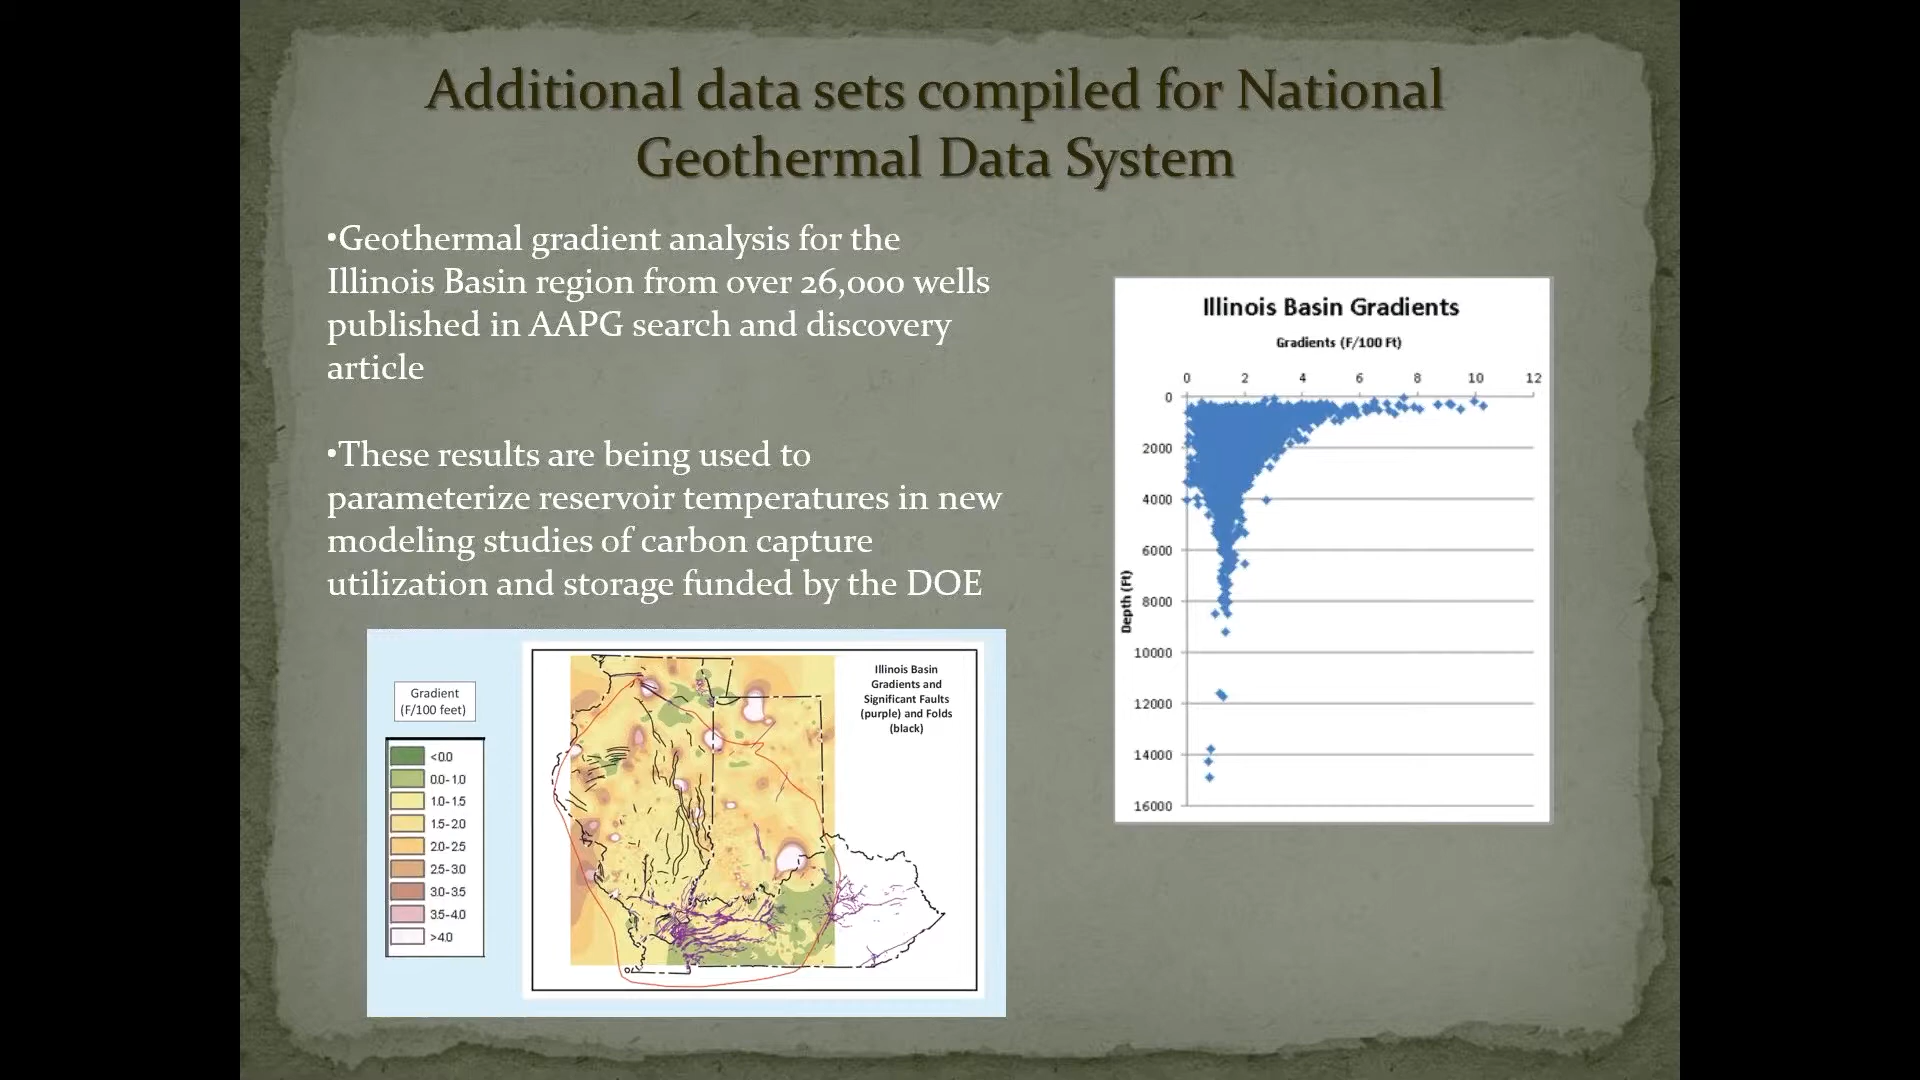 Additional data sets compiled for National
Geothermal Data System
•Geothermal gradient analysis for the
Illinois Basin region from over 26,000 wells
published in AAPG search and discovery
article
•These results are being used to
parameterize reservoir temperatures in new
modeling studies of carbon capture
utilization and storage funded by the DOE
Gradient
(F/100 feet)
<0.0
0.0-1.0
1.0-1.5
1.5-2.0
2.0-2.5
2.5-3.0
3.0-3.5
3.5-4.0
>4.0
Illinois Basin
Gradients and
Significant Faults
(purple) and Folds
(black)
Illinois Basin Gradients
Gradients (F/100 Ft)
0 2 4 6 8 10 12
0
2000
4000
6000
8000
10000
12000
14000
16000
Depth (Ft)